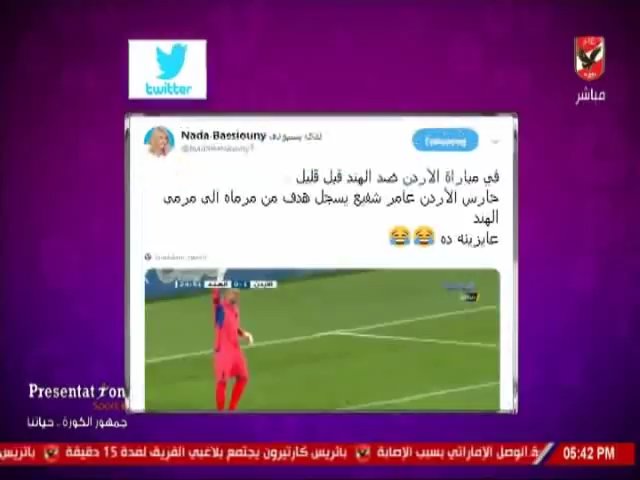 twitter
مباشر
Nada Bassiouny
Following
في مباراة الأردن ضد الهند قبل قليل
حارس الأردن عامر شفيع يسجل هدف من مرماه الى مرمى
الهند
عايزينه ده
الأردن
الهند
Presentation
Sport
جمهور الكورة .. حياتنا
ة الوصل الإماراتي بسبب الإصابة باتريس كارتيرون يجتمع بلاعبي الفريق لمدة 15 دقيقة باتريس
05:42 PM